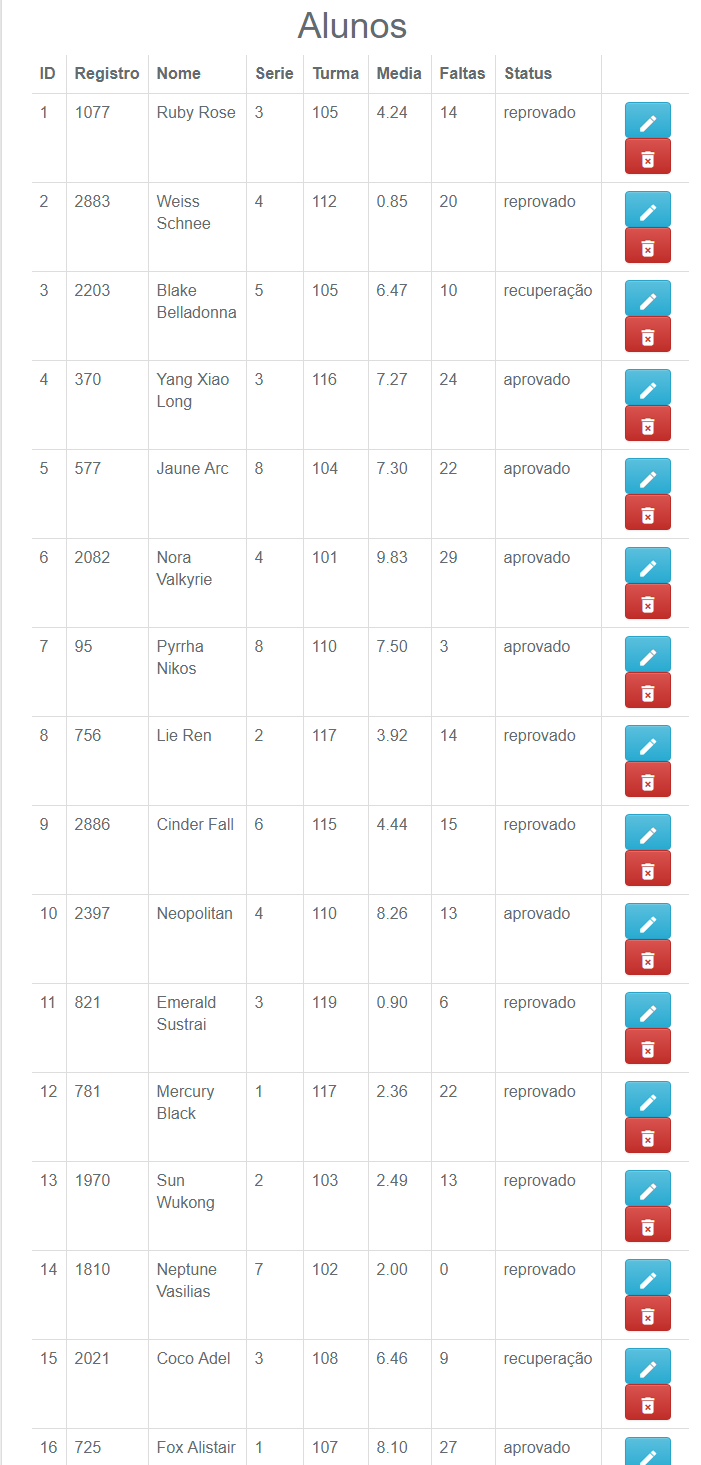 Alunos
ID Registro Nome Serie Turma Media Faltas Status
1 1077 Ruby Rose 3 105 4.24 14 reprovado
2 2883 Weiss 4 112 0.85 20 reprovado
Schnee
3 2203 Blake 5 105 6.47 10 recuperação
Belladonna
4 370 Yang Xiao 3 116 7.27 24 aprovado
Long
5 577 Jaune Arc 8 104 7.30 22 aprovado
6 2082 Nora 4 101 9.83 29 aprovado
Valkyrie
7 95 Pyrrha 8 110 7.50 3 aprovado
Nikos
8 756 Lie Ren 2 117 3.92 14 reprovado
9 2886 Cinder Fall 6 115 4.44 15 reprovado
10 2397 Neopolitan 4 110 8.26 13 aprovado
11 821 Emerald 3 119 0.90 6 reprovado
Sustrai
12 781 Mercury 1 117 2.36 22 reprovado
Black
13 1970 Sun 2 103 2.49 13 reprovado
Wukong
14 1810 Neptune 7 102 2.00 0 reprovado
Vasilias
15 2021 Coco Adel 3 108 6.46 9 recuperação
16 725 Fox Alistair 1 107 8.10 27 aprovado